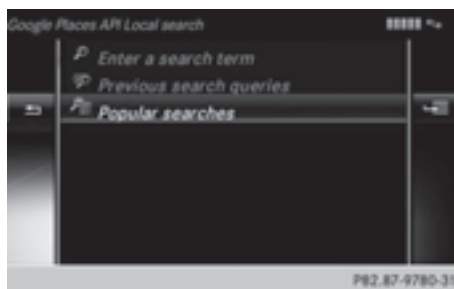 Google Places API Local search
Enter a search term
Previous search queries
Popular searches
P82.87-9780-31